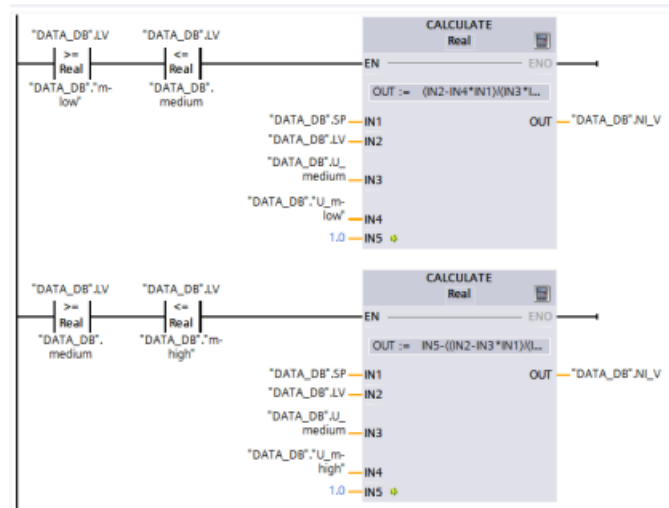 CALCULATE
Real
"DATA_DB".LV
"DATA_DB".LV
>=
Real
<=
Real
"DATA_DB"."m-
low"
"DATA_DB".
medium
EN
ENO
OUT := (IN2-IN4*IN1)/(IN3*I...
"DATA_DB".SP
IN1
OUT
"DATA_DB".NI_V
"DATA_DB".LV
IN2
"DATA_DB".U_
medium
IN3
"DATA_DB"."U_m-
low"
IN4
1.0
IN5
CALCULATE
Real
"DATA_DB".LV
"DATA_DB".LV
>=
Real
<=
Real
"DATA_DB".
medium
"DATA_DB"."m-
high"
EN
ENO
OUT := IN5-((IN2-IN3*IN1)/(I...
"DATA_DB".SP
IN1
OUT
"DATA_DB".NI_V
"DATA_DB".LV
IN2
"DATA_DB".U_
medium
IN3
"DATA_DB"."U_m-
high"
IN4
1.0
IN5